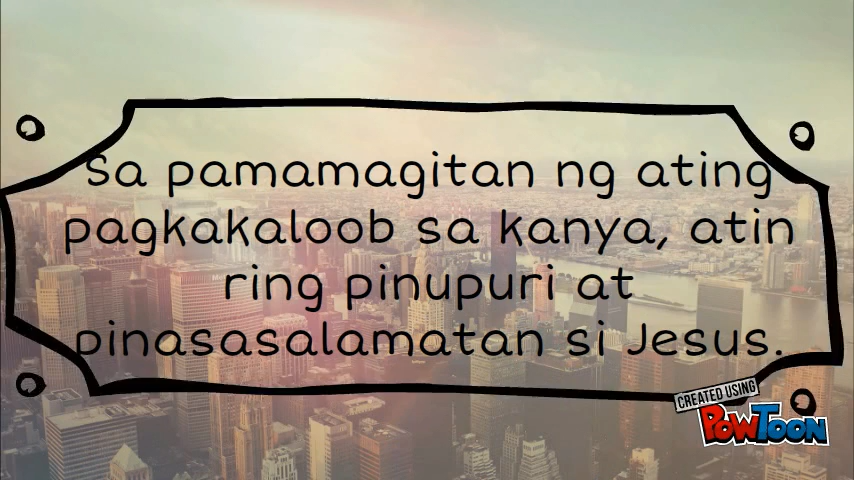 Sa pamamagitan ng ating
pagkakaloob sa kanya, atin
ring pinupuri at
pinasasalamatan si Jesus.
CREATED USING
POWTOON